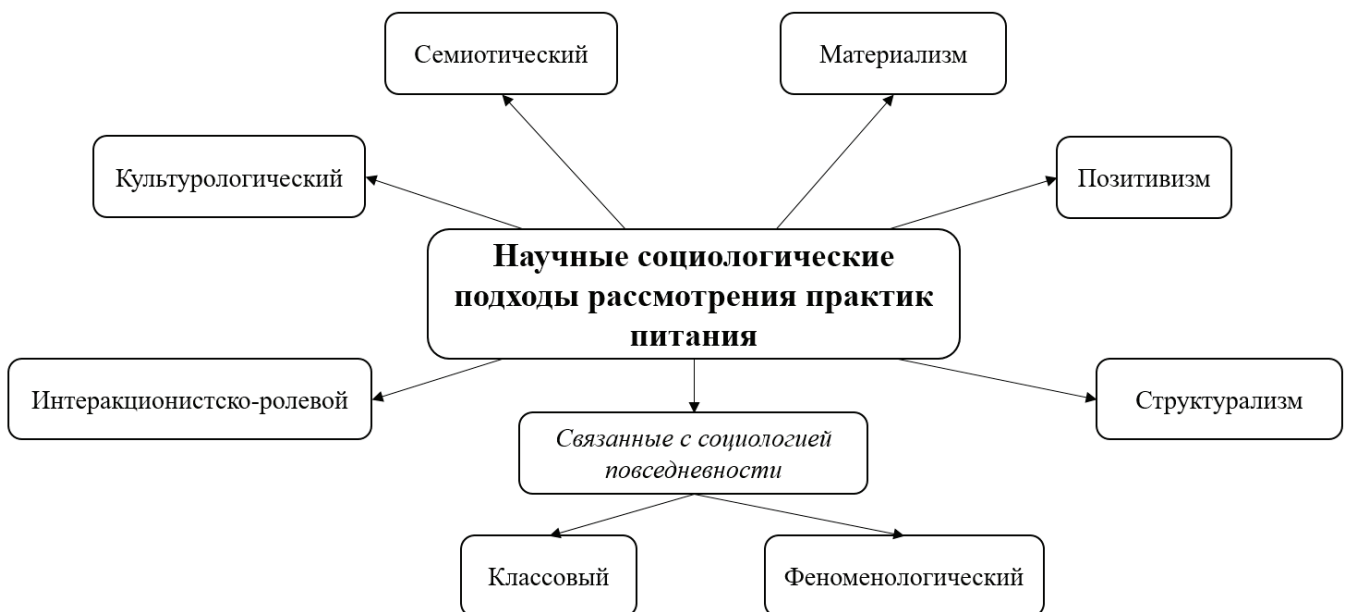 Семиотический
Материализм
Культурологический
Позитивизм
Научные социологические
подходы рассмотрения практик
питания
Интеракционистско-ролевой
Структурализм
Связанные с социологией
повседневности
Классовый
Феноменологический